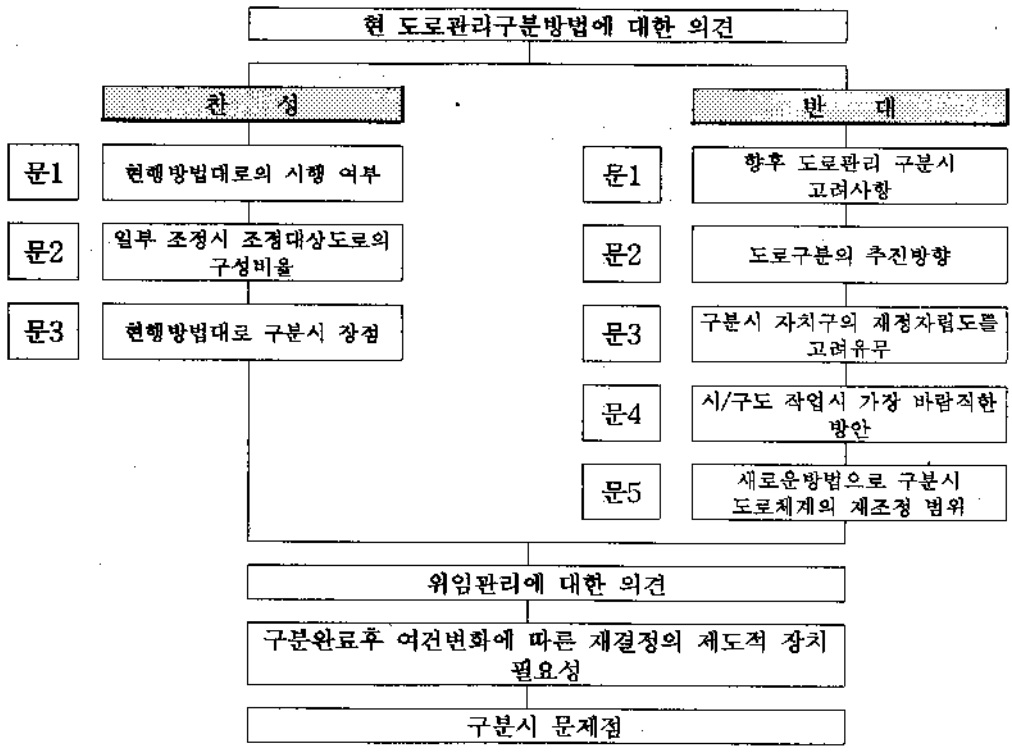 현 도로관리구분방법에 대한 의견
찬 성
문1
현행방법대로의 시행 여부
문2
일부 조정시 조정대상도로의
구성비율
문3
현행방법대로 구분시 장점
반 대
문1
향후 도로관리 구분시
고려사항
문2
도로구분의 추진방향
문3
구분시 자치구의 재정자립도를
고려유무
문4
시/구도 작업시 가장 바람직한
방안
문5
새로운방법으로 구분시
도로체계의 재조정 범위
위임관리에 대한 의견
구분완료후 여건변화에 따른 재결정의 제도적 장치
필요성
구분시 문제점